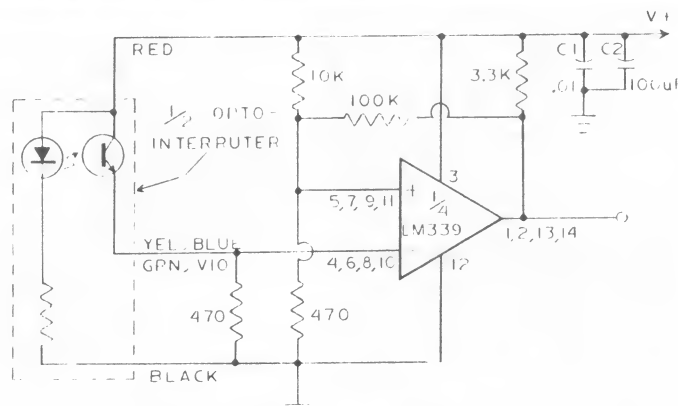 V+
RED
C1
C2
10K
3.3K
.01
100uF
100K
1/2 OPTO-
INTERRUTER
3
+
1/4
5,7,9,11
LM339
1,2,13,14
YEL, BLUE
GRN, VIO
4,6,8,10
12
470
470
BLACK